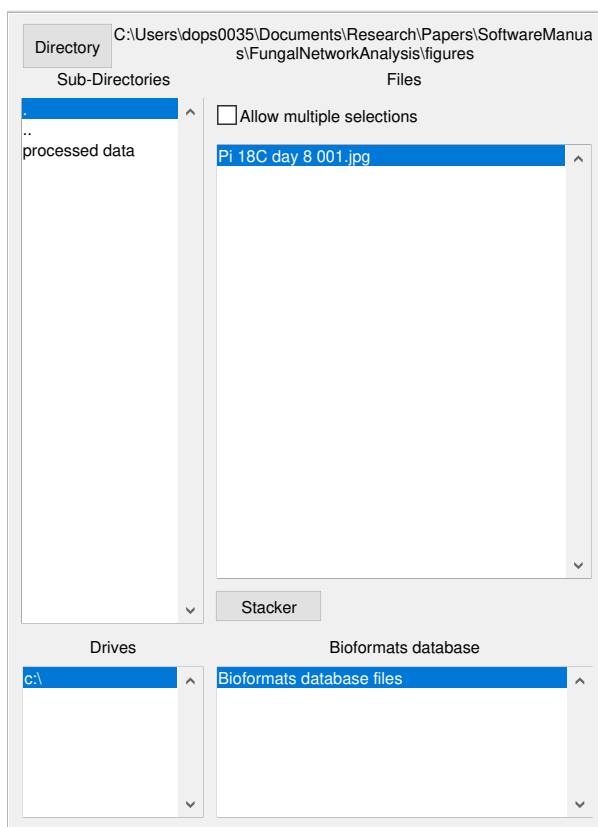 Directory
C:\Users\dops0035\Documents\Research\Papers\SoftwareManua
s\FungalNetworkAnalysis\figures
Sub-Directories
Files
.
..
processed data
Allow multiple selections
Pi 18C day 8 001.jpg
Stacker
Drives
Bioformats database
c:\
Bioformats database files